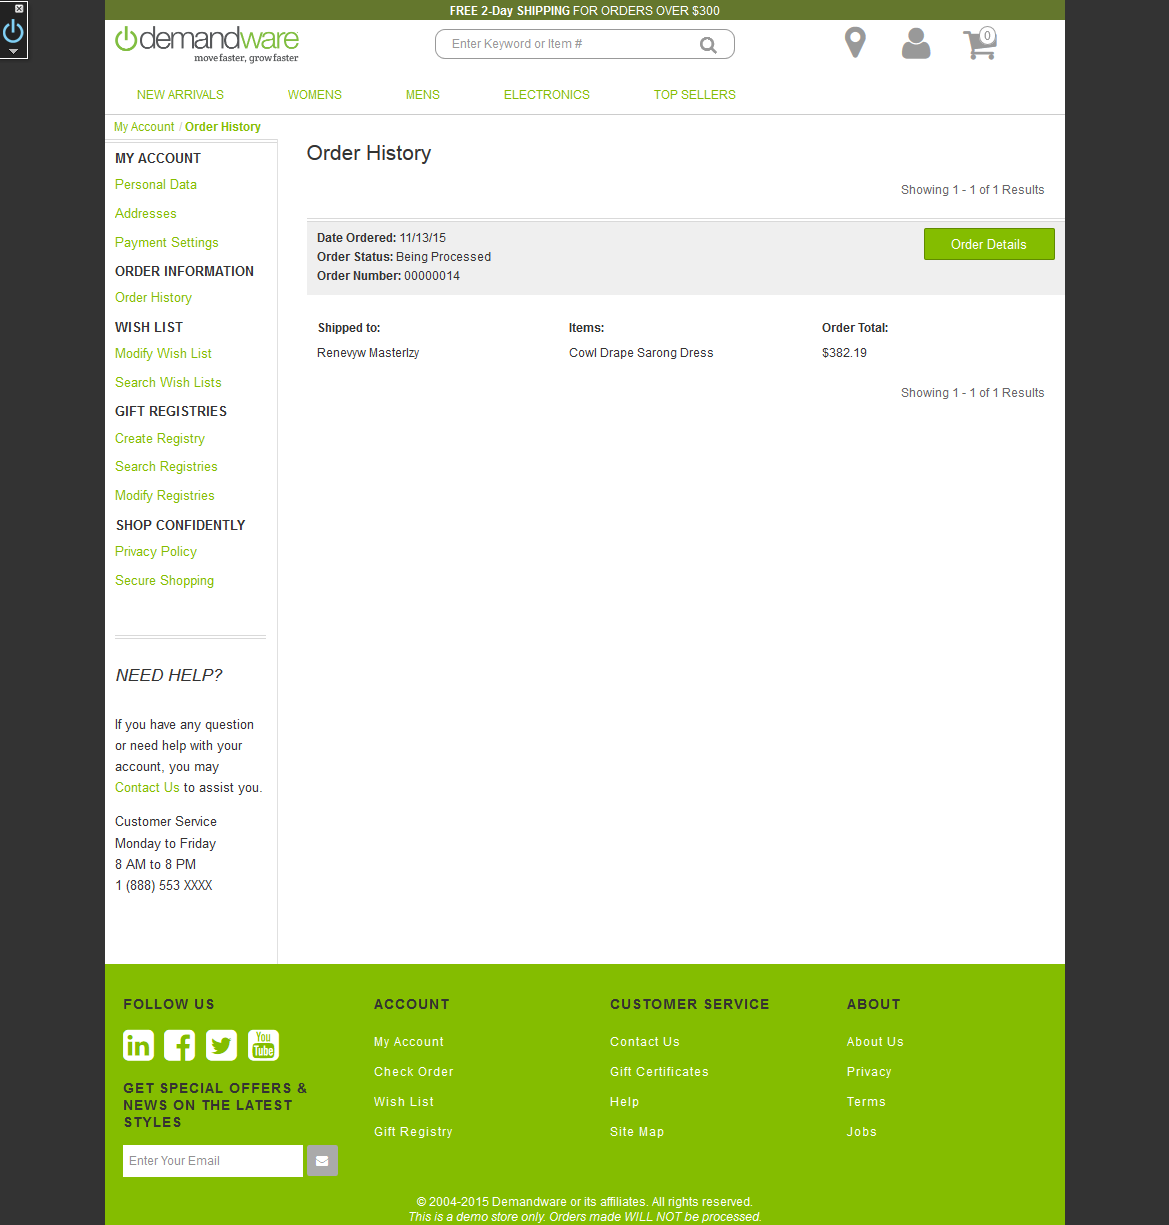 FREE 2-Day SHIPPING FOR ORDERS OVER $300
demandware
move faster, grow faster
Enter Keyword or Item #
0
NEW ARRIVALS WOMENS MENS ELECTRONICS TOP SELLERS
My Account / Order History
MY ACCOUNT
Personal Data
Addresses
Payment Settings
ORDER INFORMATION
Order History
WISH LIST
Modify Wish List
Search Wish Lists
GIFT REGISTRIES
Create Registry
Search Registries
Modify Registries
SHOP CONFIDENTLY
Privacy Policy
Secure Shopping
NEED HELP?
If you have any question
or need help with your
account, you may
Contact Us to assist you.
Customer Service
Monday to Friday
8 AM to 8 PM
1 (888) 553 XXXX
Order History
Showing 1 - 1 of 1 Results
Date Ordered: 11/13/15
Order Status: Being Processed
Order Number: 00000014
Order Details
Shipped to: Items: Order Total:
Renevyw Masterlzy Cowl Drape Sarong Dress $382.19
Showing 1 - 1 of 1 Results
FOLLOW US
in f You Tube
GET SPECIAL OFFERS &
NEWS ON THE LATEST
STYLES
Enter Your Email
ACCOUNT
My Account
Check Order
Wish List
Gift Registry
CUSTOMER SERVICE
Contact Us
Gift Certificates
Help
Site Map
ABOUT
About Us
Privacy
Terms
Jobs
© 2004-2015 Demandware or its affiliates. All rights reserved.
This is a demo store only. Orders made WILL NOT be processed.